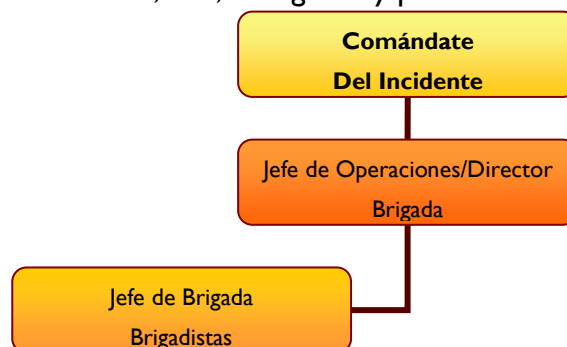 Comándate
Del Incidente
Jefe de Operaciones/Director
Brigada
Jefe de Brigada
Brigadistas